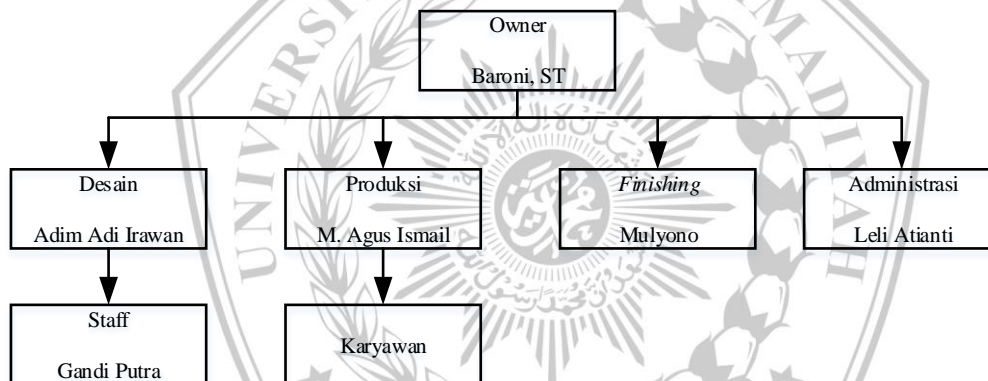 Owner
Baroni, ST
Desain
Adim Adi Irawan
Produksi
M. Agus Ismail
Finishing
Mulyono
Administrasi
Leli Atianti
Staff
Gandi Putra
Karyawan